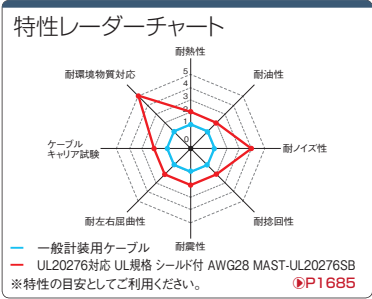 特性レーダーチャート
耐熱性
耐環境物質対応
耐油性
5
4
3
2
1
0
ケーブル
キャリア試験
耐ノイズ性
耐左右屈曲性
耐捻回性
耐震性
一般計装用ケーブル
UL20276対応 UL規格 シールド付 AWG28 MAST-UL20276SB
※特性の目安としてご利用ください。
P1685